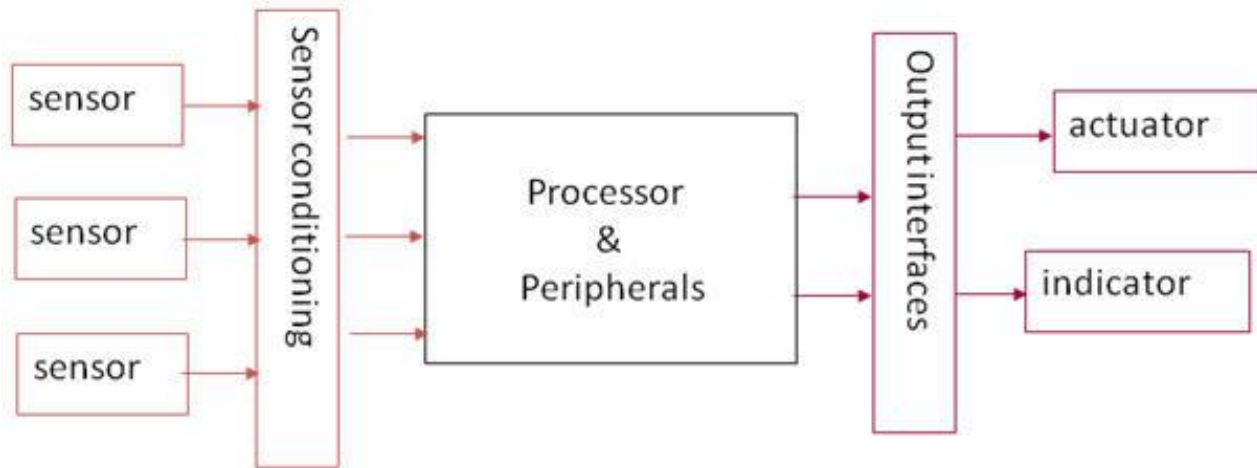 sensor
sensor
sensor
Sensor conditioning
Processor
&
Peripherals
Output interfaces
actuator
indicator